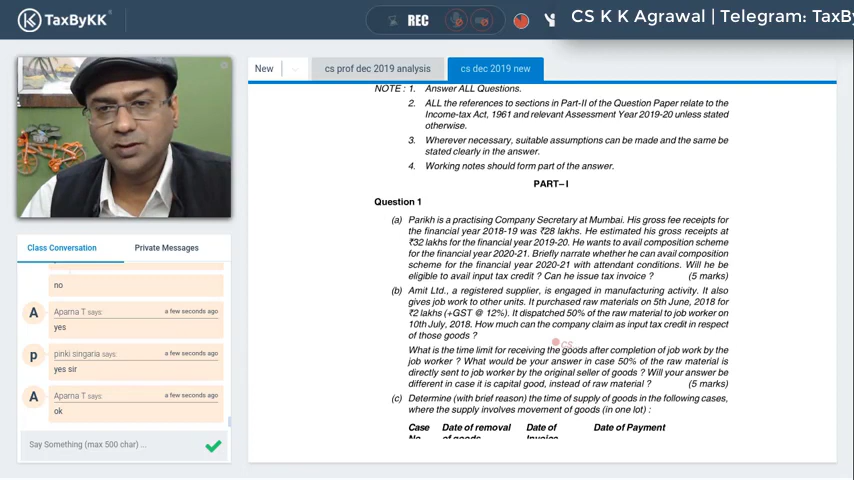 TaxByKK
REC
CS K K Agrawal | Telegram: TaxBy
New
cs prof dec 2019 analysis
cs dec 2019 new
NOTE : 1. Answer ALL Questions.
2. ALL the references to sections in Part-II of the Question Paper relate to the
Income-tax Act, 1961 and relevant Assessment Year 2019-20 unless stated
otherwise.
3. Wherever necessary, suitable assumptions can be made and the same be
stated clearly in the answer.
4. Working notes should form part of the answer.
PART–I
Question 1
(a) Parikh is a practising Company Secretary at Mumbai. His gross fee receipts for
the financial year 2018-19 was ₹28 lakhs. He estimated his gross receipts at
₹32 lakhs for the financial year 2019-20. He wants to avail composition scheme
for the financial year 2020-21. Briefly narrate whether he can avail composition
scheme for the financial year 2020-21 with attendant conditions. Will he be
eligible to avail input tax credit ? Can he issue tax invoice ? (5 marks)
(b) Amit Ltd., a registered supplier, is engaged in manufacturing activity. It also
gives job work to other units. It purchased raw materials on 5th June, 2018 for
₹2 lakhs (+GST @ 12%). It dispatched 50% of the raw material to job worker on
10th July, 2018. How much can the company claim as input tax credit in respect
of those goods ?
cs
What is the time limit for receiving the goods after completion of job work by the
job worker ? What would be your answer in case 50% of the raw material is
directly sent to job worker by the original seller of goods ? Will your answer be
different in case it is capital good, instead of raw material ? (5 marks)
(c) Determine (with brief reason) the time of supply of goods in the following cases,
where the supply involves movement of goods (in one lot) :
Case Date of removal Date of Date of Payment
No. of goods Invoice
Class Conversation
Private Messages
no
A
Aparna T says:
a few seconds ago
yes
p
pinki singaria says:
a few seconds ago
yes sir
A
Aparna T says:
a few seconds ago
ok
Say Something (max 500 char) ...